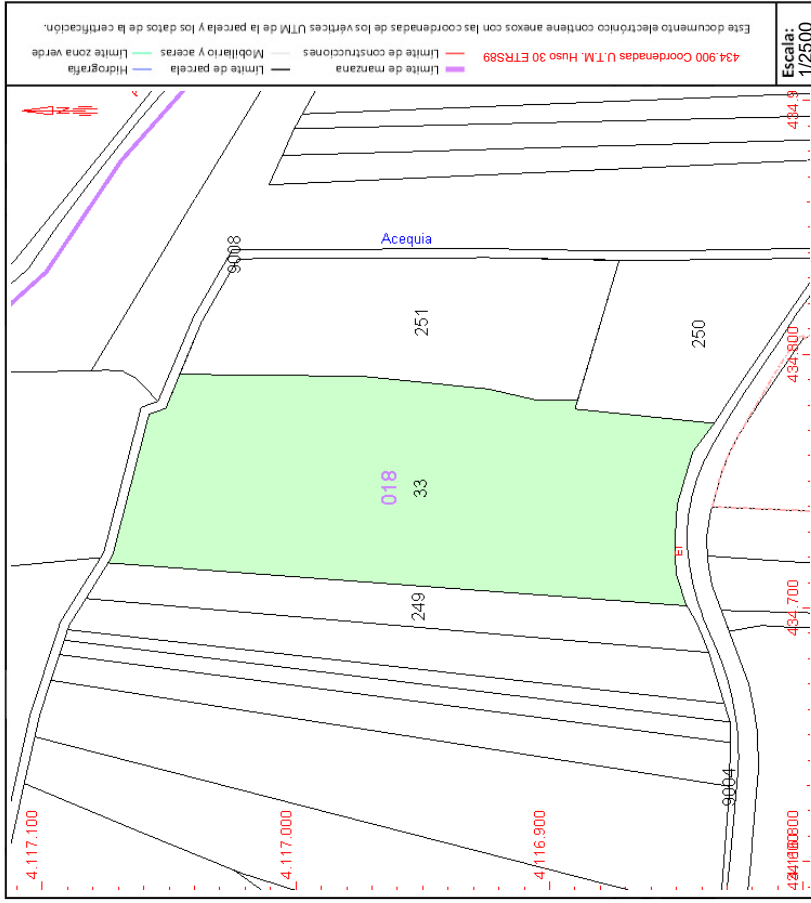 Este documento electrónico contiene anexos con las coordenadas de los vértices UTM de la parcela y los datos de la certificación.
434.900 Coordenadas U.T.M. Huso 30 ETRS89
Límite de manzana
Límite de construcciones
Límite de parcela
Mobiliario y aceras
Hidrografía
Límite zona verde
Escala:
1/2500
N
434.9
9008
Acequia
251
250
434.800
018
33
249
434.700
9004
4.117.100
4.117.000
4.116.900